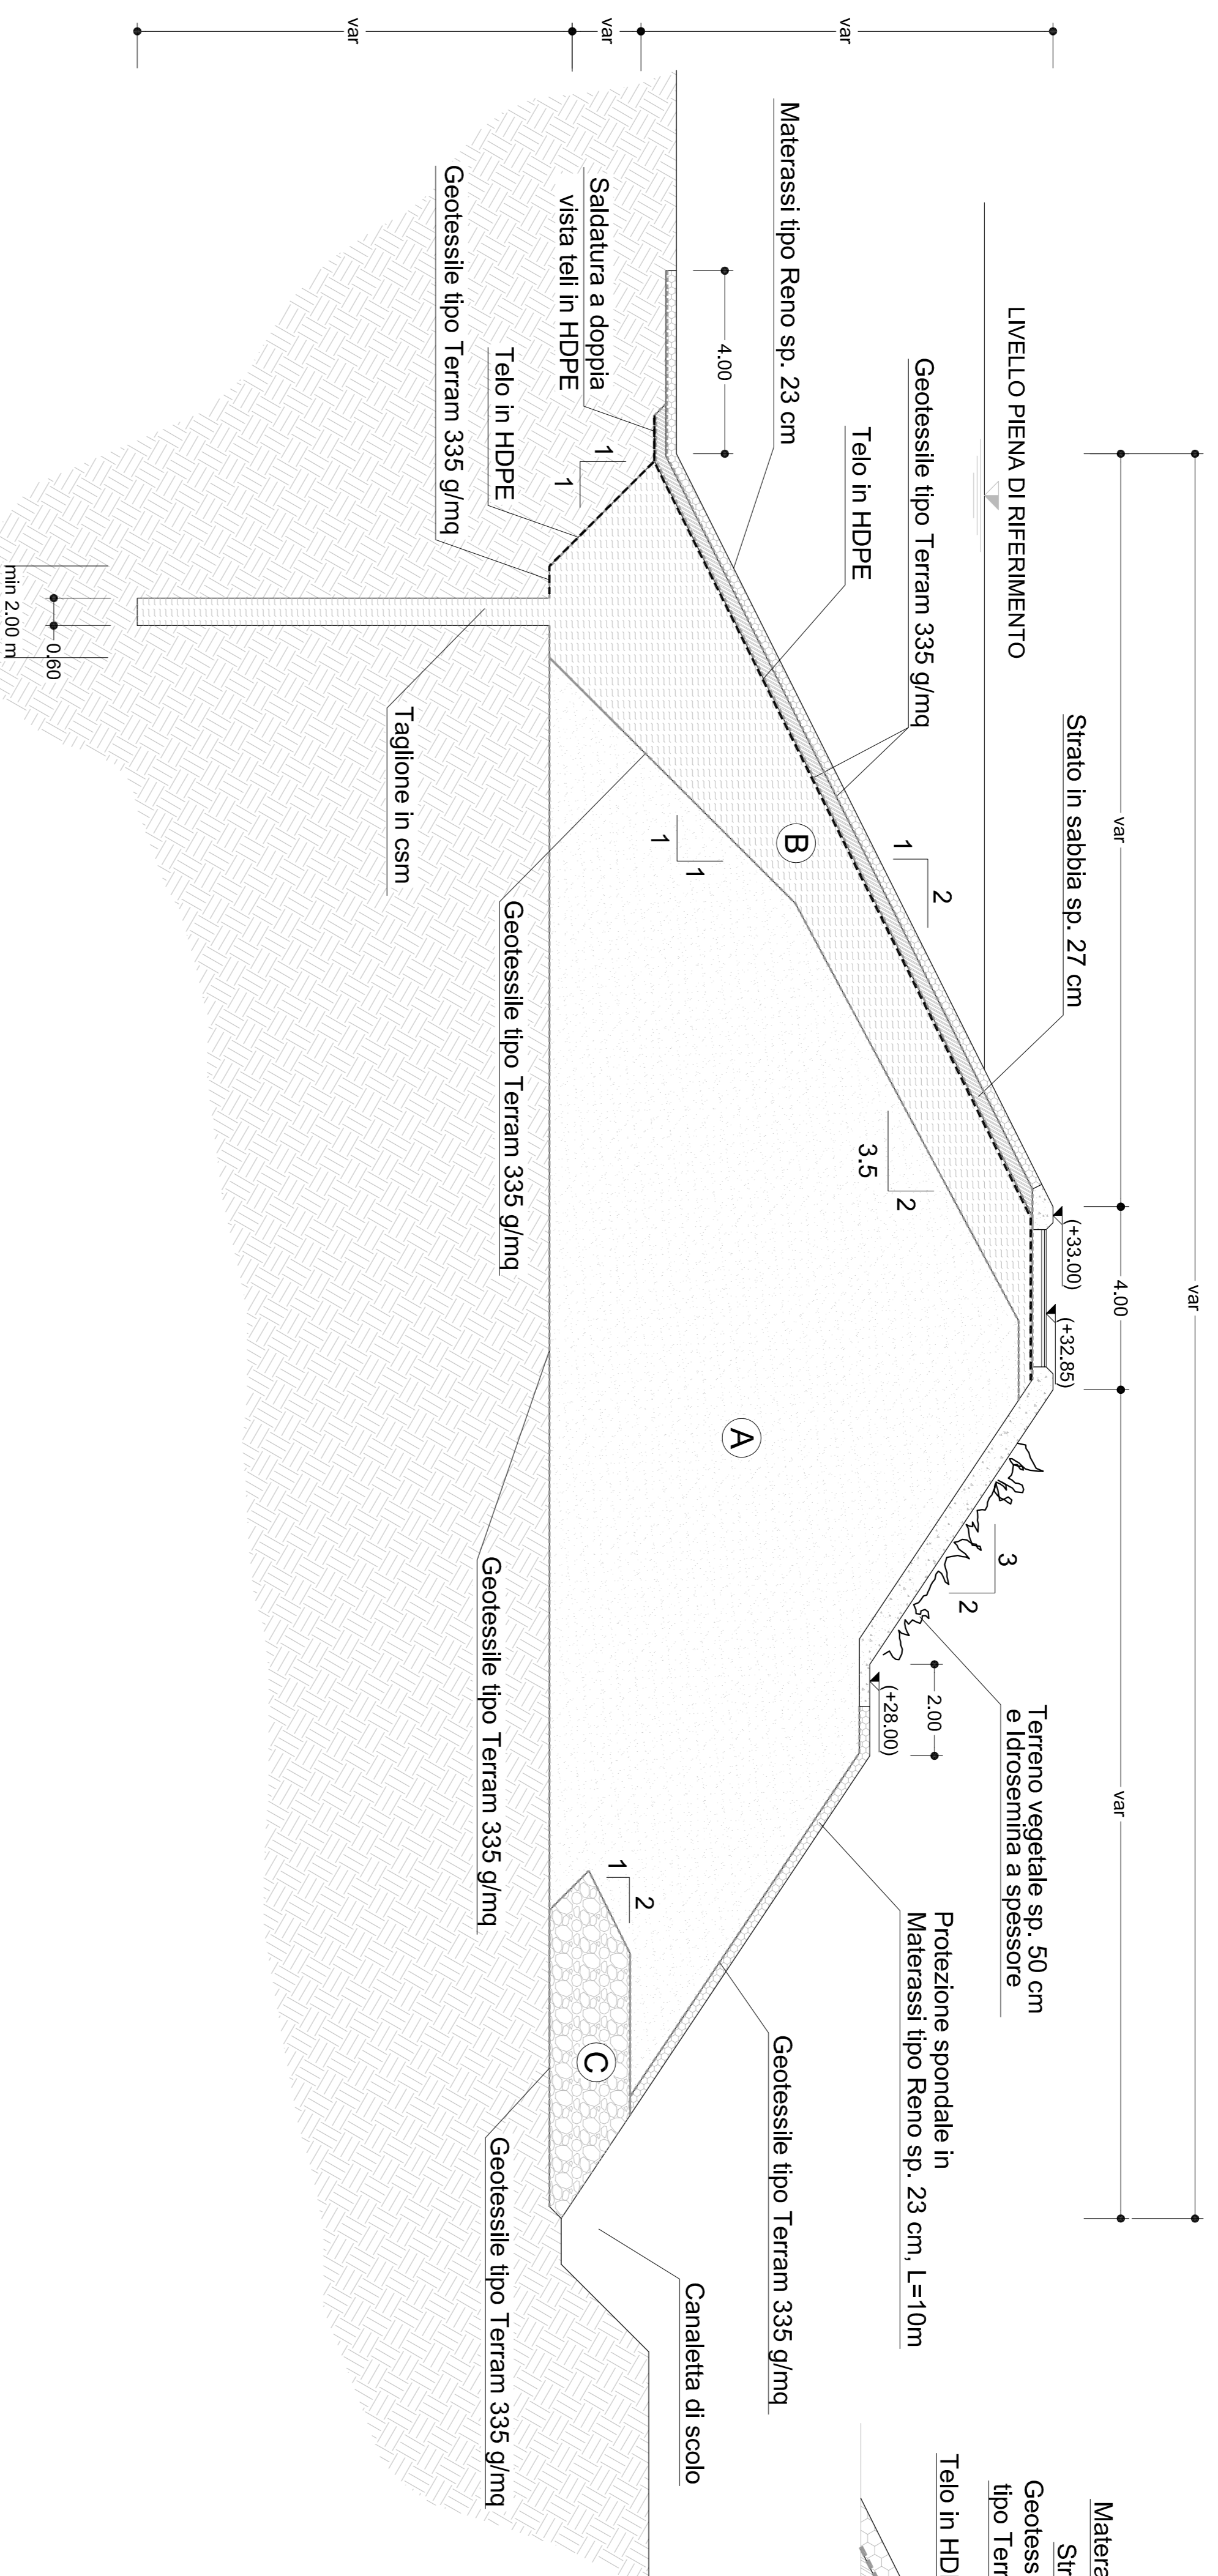 var
var
4.00
var
LIVELLO PIENA DI RIFERIMENTO
Strato in sabbia sp. 27 cm
(+33.00)
(+32.85)
Geotessile tipo Terram 335 g/mq
Telo in HDPE
Materassi tipo Reno sp. 23 cm
4.00
1
2
B
3.5
2
1
1
A
3
2
2.00
(+28.00)
Terreno vegetale sp. 50 cm
e Idrosemina a spessore
Protezione spondale in
Materassi tipo Reno sp. 23 cm, L=10m
Geotessile tipo Terram 335 g/mq
Canaletta di scolo
1
2
C
Saldatura a doppia
vista teli in HDPE
1
1
Telo in HDPE
Geotessile tipo Terram 335 g/mq
Geotessile tipo Terram 335 g/mq
Geotessile tipo Terram 335 g/mq
Geotessile tipo Terram 335 g/mq
Taglione in csm
0.60
min 2.00 m
var
var
var
Matera
Str
Geotess
tipo Terr
Telo in HD